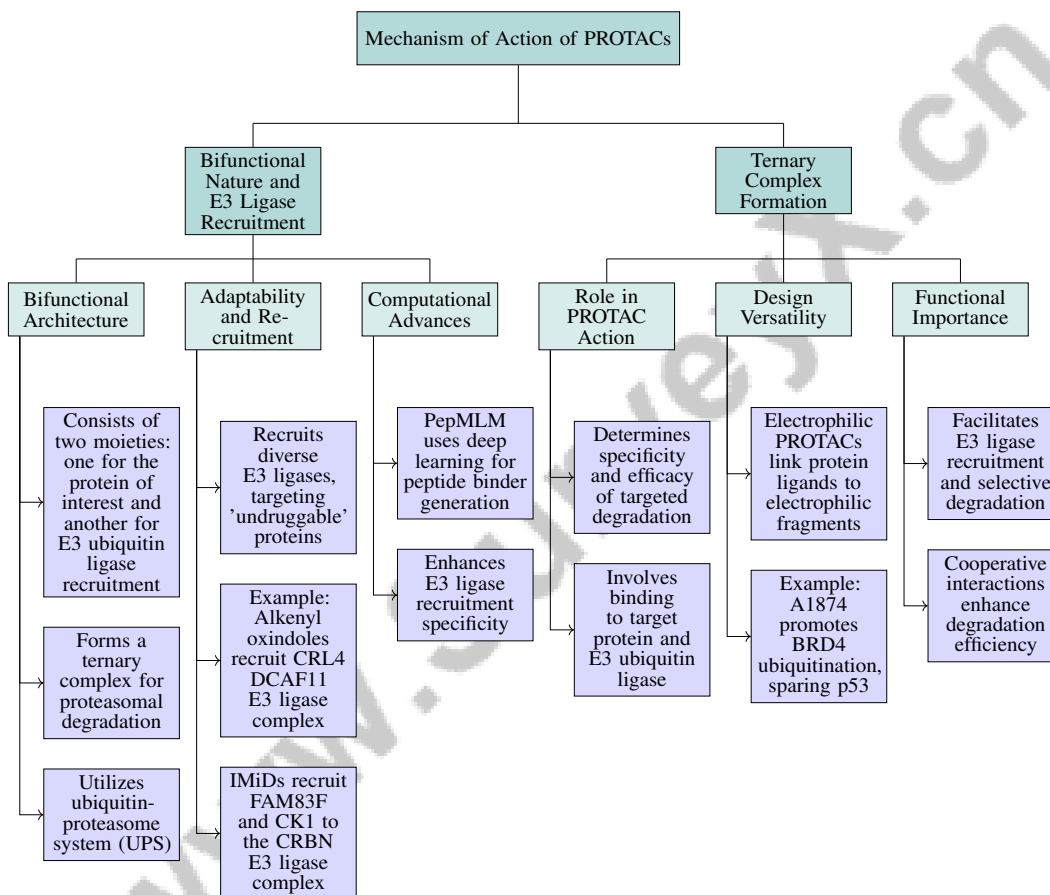 Mechanism of Action of PROTACs
Bifunctional
Nature and
E3 Ligase
Recruitment
Ternary
Complex
Formation
Bifunctional
Architecture
Adaptability
and Re-
cruitment
Computational
Advances
Role in
PROTAC
Action
Design
Versatility
Functional
Importance
Consists of
two moieties:
one for the
protein of
interest and
another for
E3 ubiquitin
ligase
recruitment
Forms a
ternary
complex for
proteasomal
degradation
Utilizes
ubiquitin-
proteasome
system (UPS)
Recruits
diverse
E3 ligases,
targeting
'undruggable'
proteins
Example:
Alkenyl
oxindoles
recruit CRL4
DCAF11
E3 ligase
complex
IMiDs recruit
FAM83F
and CK1 to
the CRBN
E3 ligase
complex
PepMLM
uses deep
learning for
peptide binder
generation
Enhances
E3 ligase
recruitment
specificity
Determines
specificity
and efficacy
of targeted
degradation
Involves
binding
to target
protein and
E3 ubiquitin
ligase
Electrophilic
PROTACs
link protein
ligands to
electrophilic
fragments
Example:
A1874
promotes
BRD4
ubiquitination,
sparing p53
Facilitates
E3 ligase
recruitment
and selective
degradation
Cooperative
interactions
enhance
degradation
efficiency
www.surveyx.cn